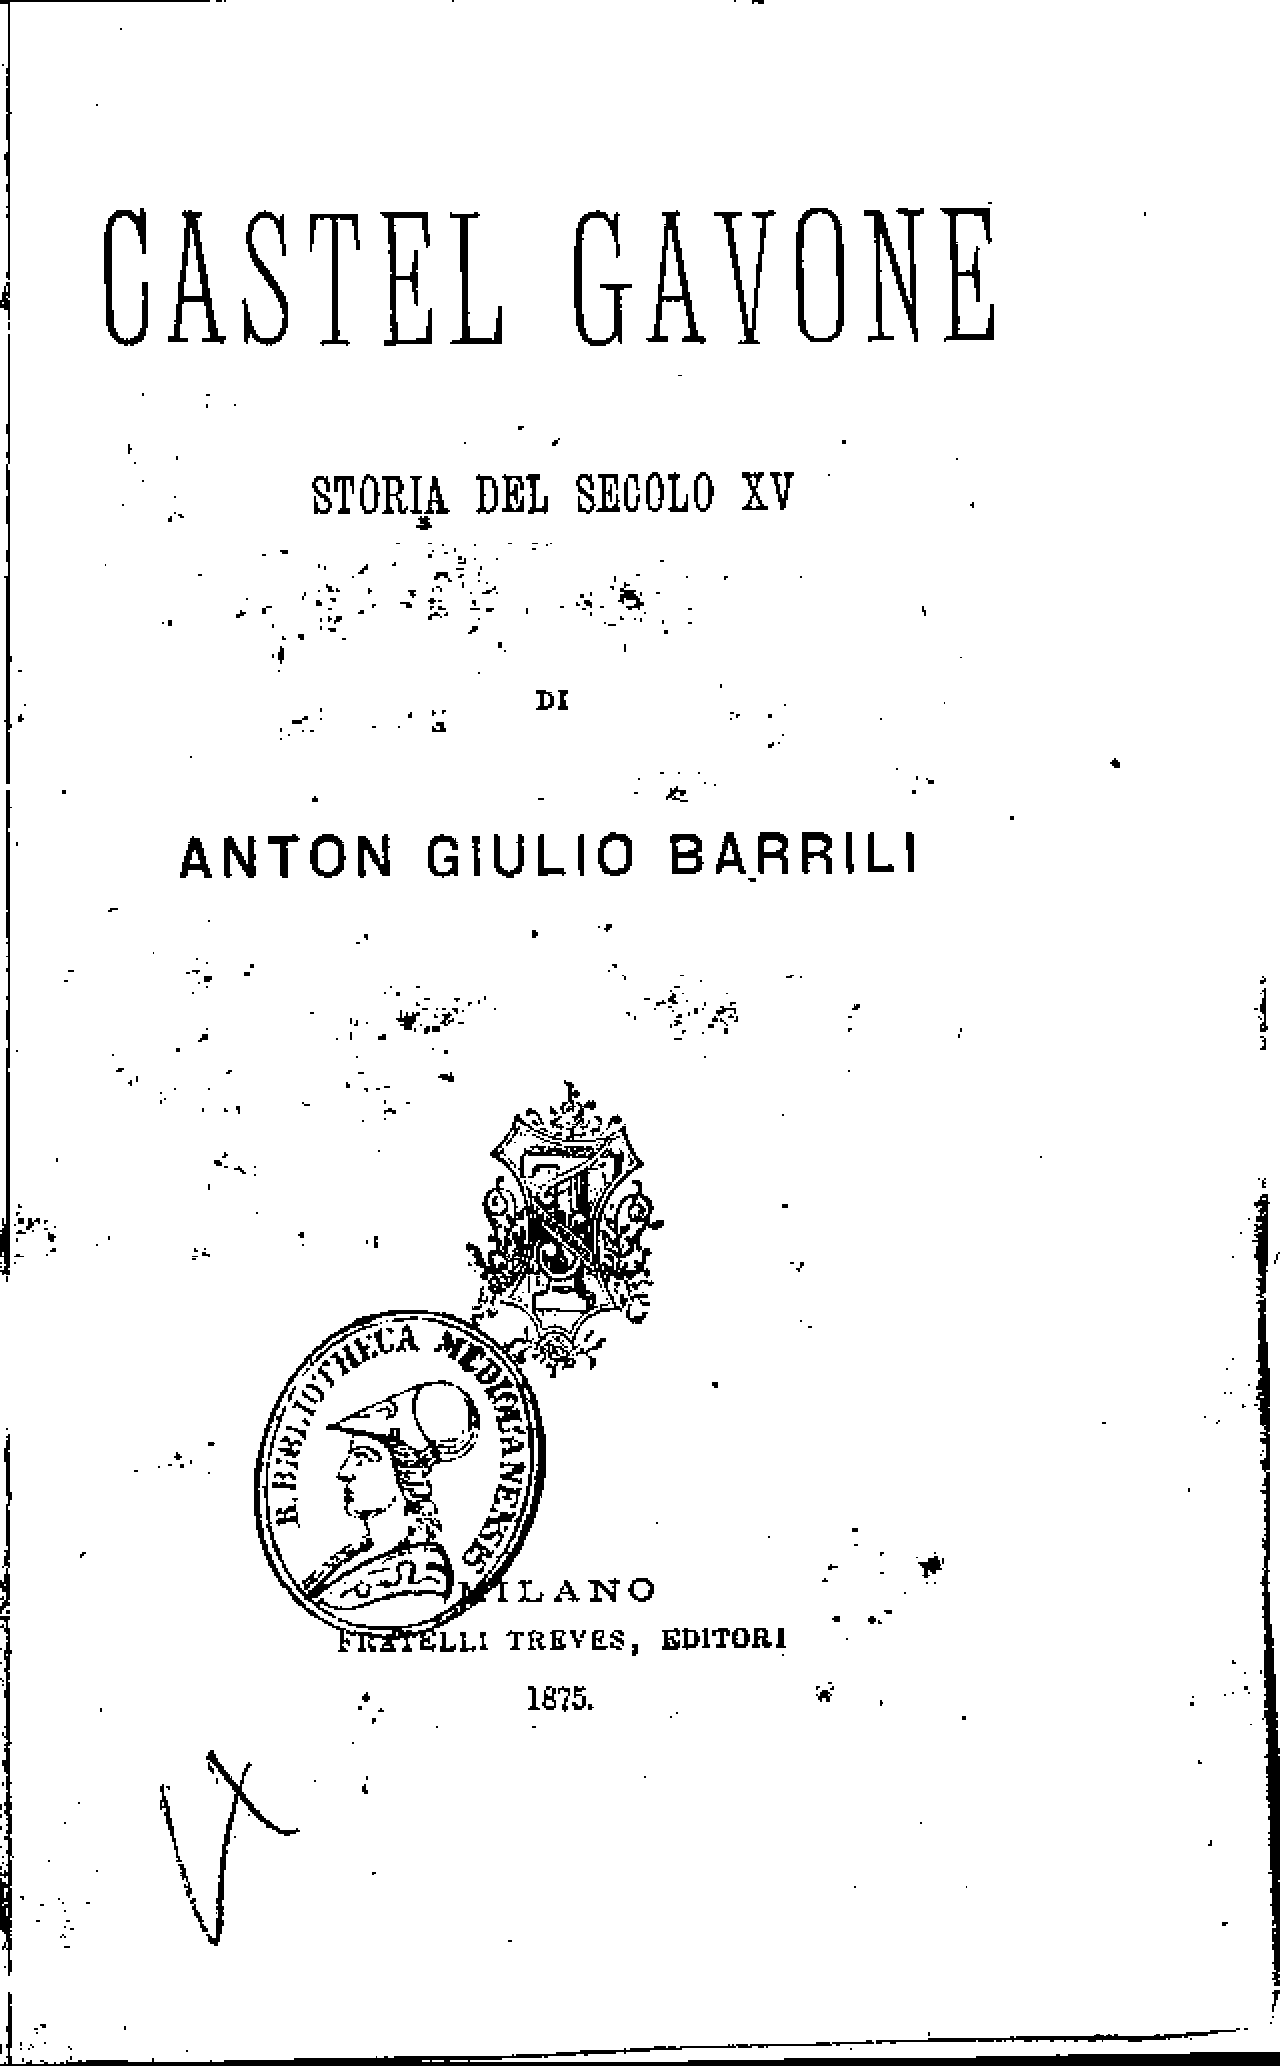 CASTEL GAVONE
STORIA DEL SECOLO XV
DI
ANTON GIULIO BARRILI
R. BIBLIOTHECA MEDIOLANENSIS
MILANO
FRATELLI TREVES, EDITORI
1875.